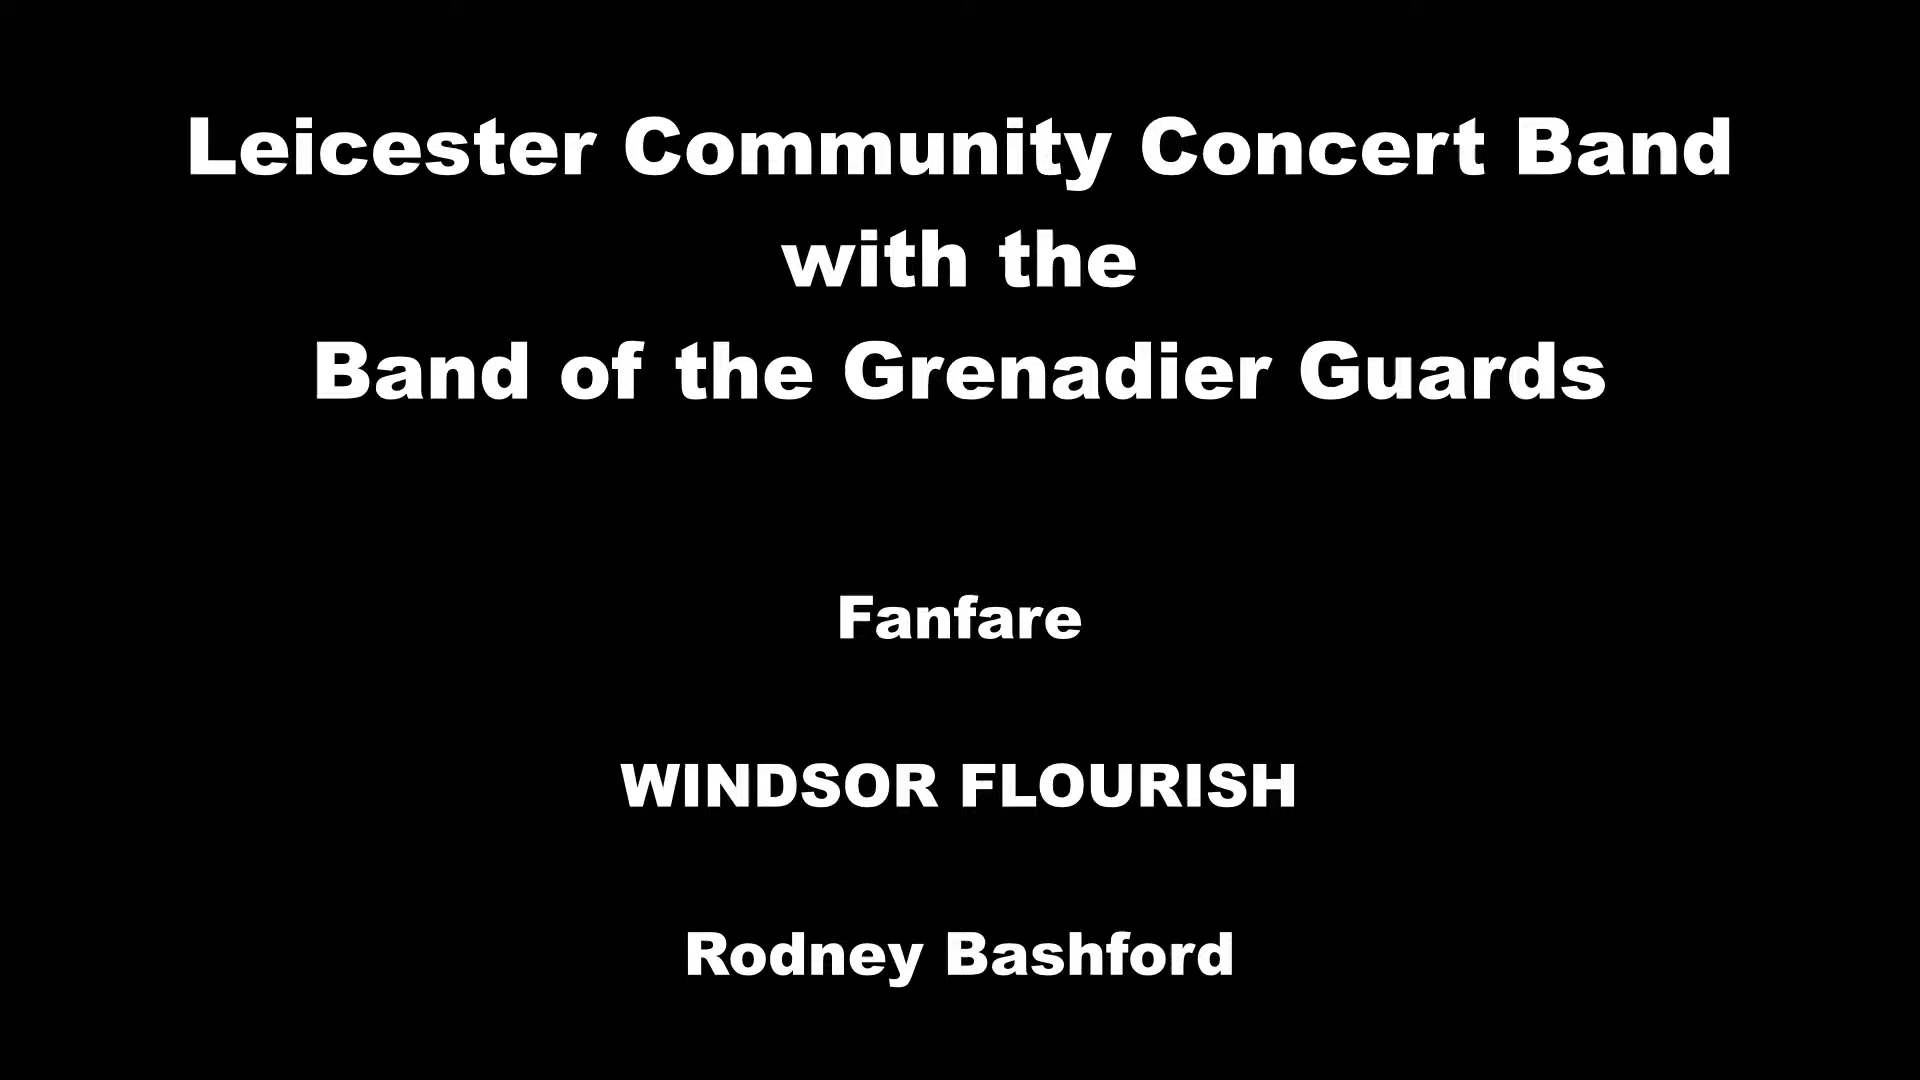 Leicester Community Concert Band
with the
Band of the Grenadier Guards
Fanfare
WINDSOR FLOURISH
Rodney Bashford